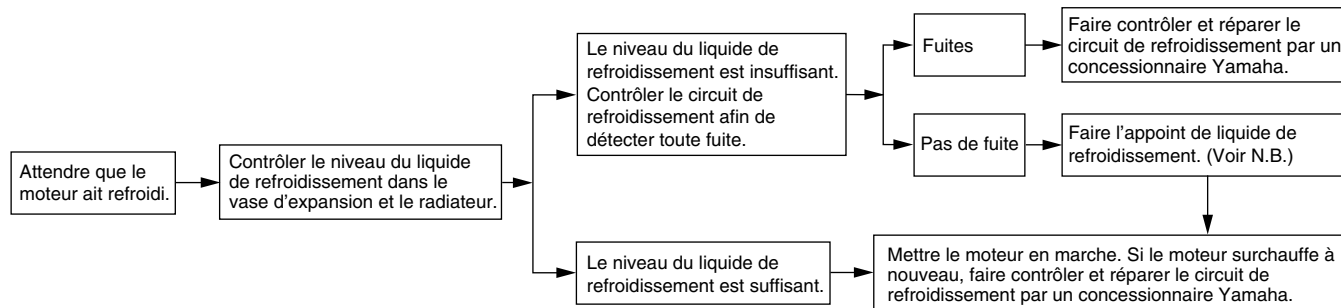 Attendre que le
moteur ait refroidi.
Contrôler le niveau du liquide
de refroidissement dans le
vase d’expansion et le radiateur.
Le niveau du liquide de
refroidissement est insuffisant.
Contrôler le circuit de
refroidissement afin de
détecter toute fuite.
Fuites
Faire contrôler et réparer le
circuit de refroidissement par un
concessionnaire Yamaha.
Pas de fuite
Faire l’appoint de liquide de
refroidissement. (Voir N.B.)
Le niveau du liquide de
refroidissement est suffisant.
Mettre le moteur en marche. Si le moteur surchauffe à
nouveau, faire contrôler et réparer le circuit de
refroidissement par un concessionnaire Yamaha.